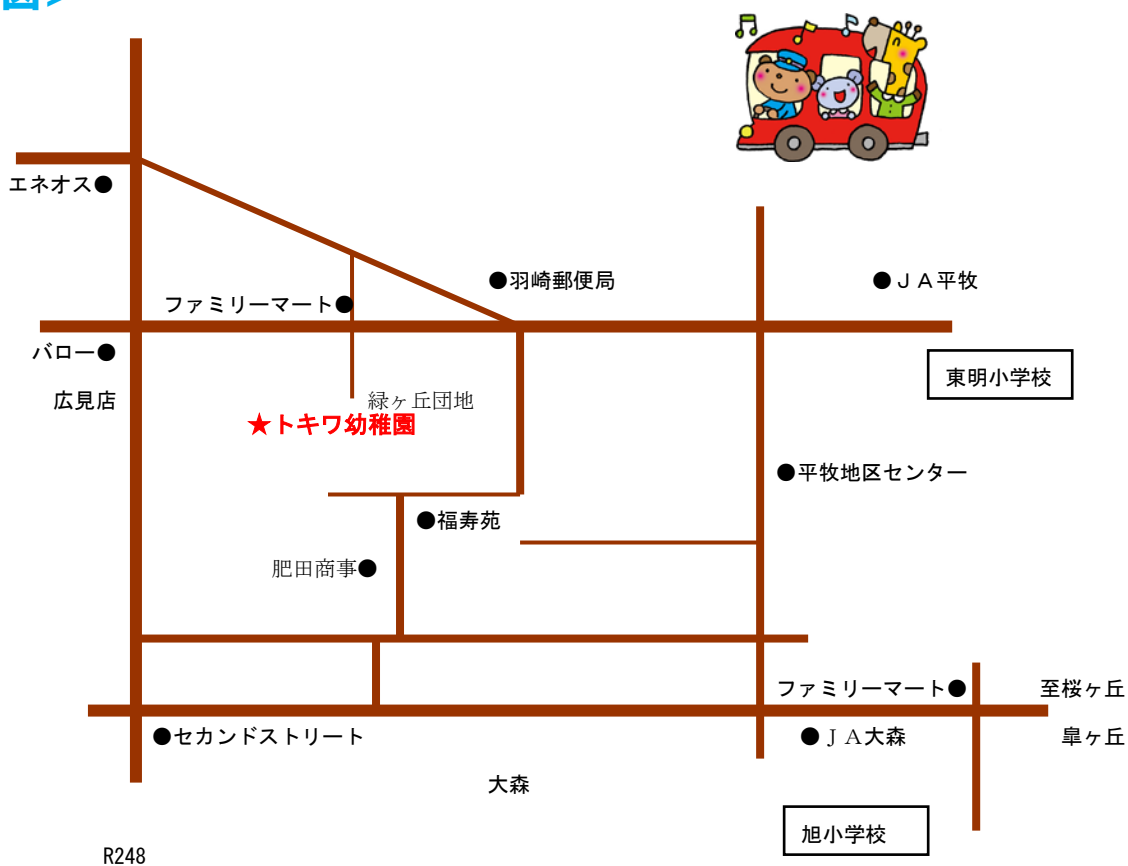 図>
エネオス●
●羽崎郵便局
●ＪＡ平牧
ファミリーマート●
バロー●
広見店
東明小学校
緑ヶ丘団地
★トキワ幼稚園
●平牧地区センター
●福寿苑
肥田商事●
ファミリーマート●
至桜ヶ丘
●セカンドストリート
●ＪＡ大森
皐ヶ丘
大森
旭小学校
R248